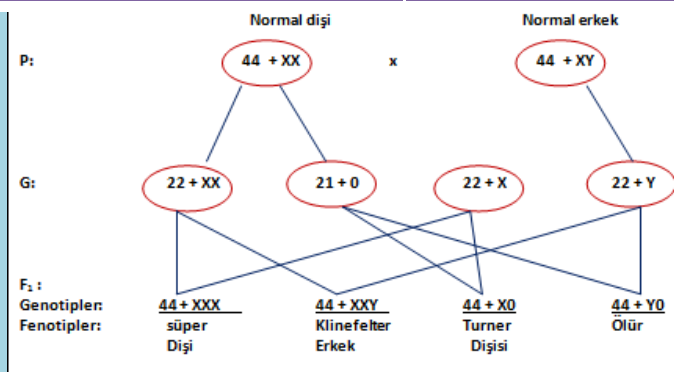 Normal dişi Normal erkek
P: 44 + XX x 44 + XY
G: 22 + XX 21 + 0 22 + X 22 + Y
F₁ :
Genotipler: 44 + XXX 44 + XXY 44 + X0 44 + Y0
Fenotipler: süper Klinefelter Turner Ölür
Dişi Erkek Dişisi